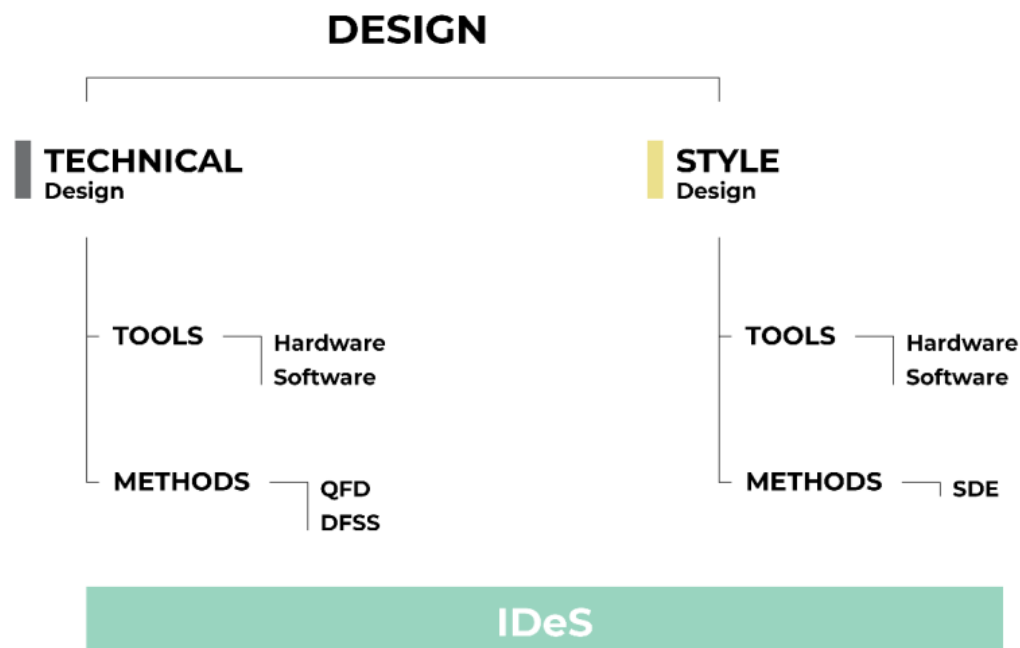 DESIGN
TECHNICAL
Design
TOOLS
Hardware
Software
METHODS
QFD
DFSS
STYLE
Design
TOOLS
Hardware
Software
METHODS
SDE
IDeS